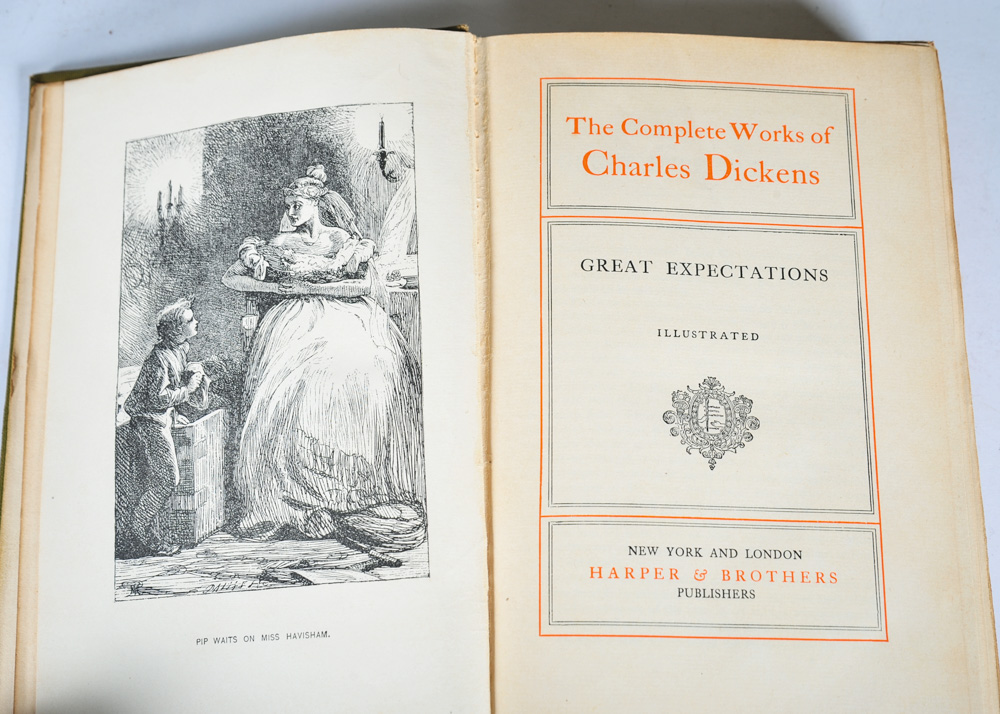 PIP WAITS ON MISS HAVISHAM.
The Complete Works of
Charles Dickens
GREAT EXPECTATIONS
ILLUSTRATED
NEW YORK AND LONDON
HARPER & BROTHERS
PUBLISHERS